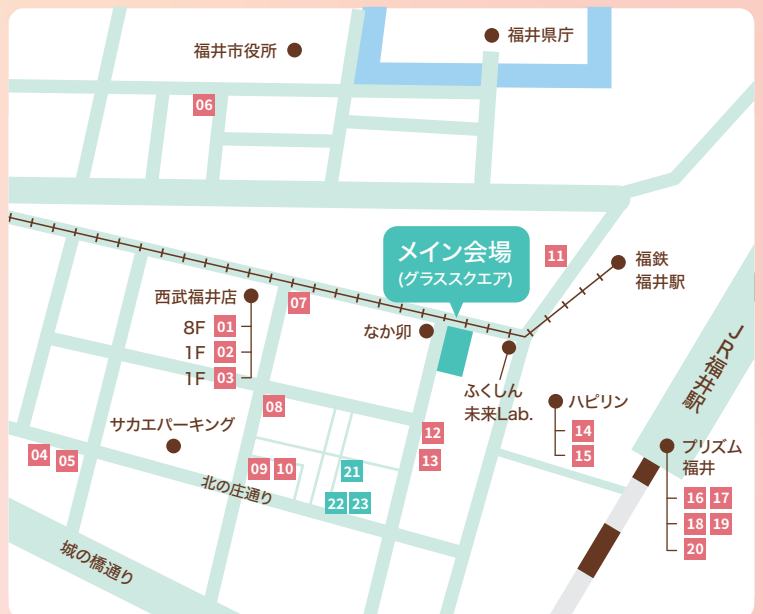 福井市役所
福井県庁
06
メイン会場
(グラススクエア)
11
福鉄
福井駅
西武福井店
8F 01
1F 02
1F 03
07
なか卯
JR福井駅
ふくしん
未来Lab.
ハピリン
14
15
08
サカエパーキング
12
13
04
05
09 10
21
22 23
北の庄通り
プリズム
福井
16 17
18 19
20
城の橋通り